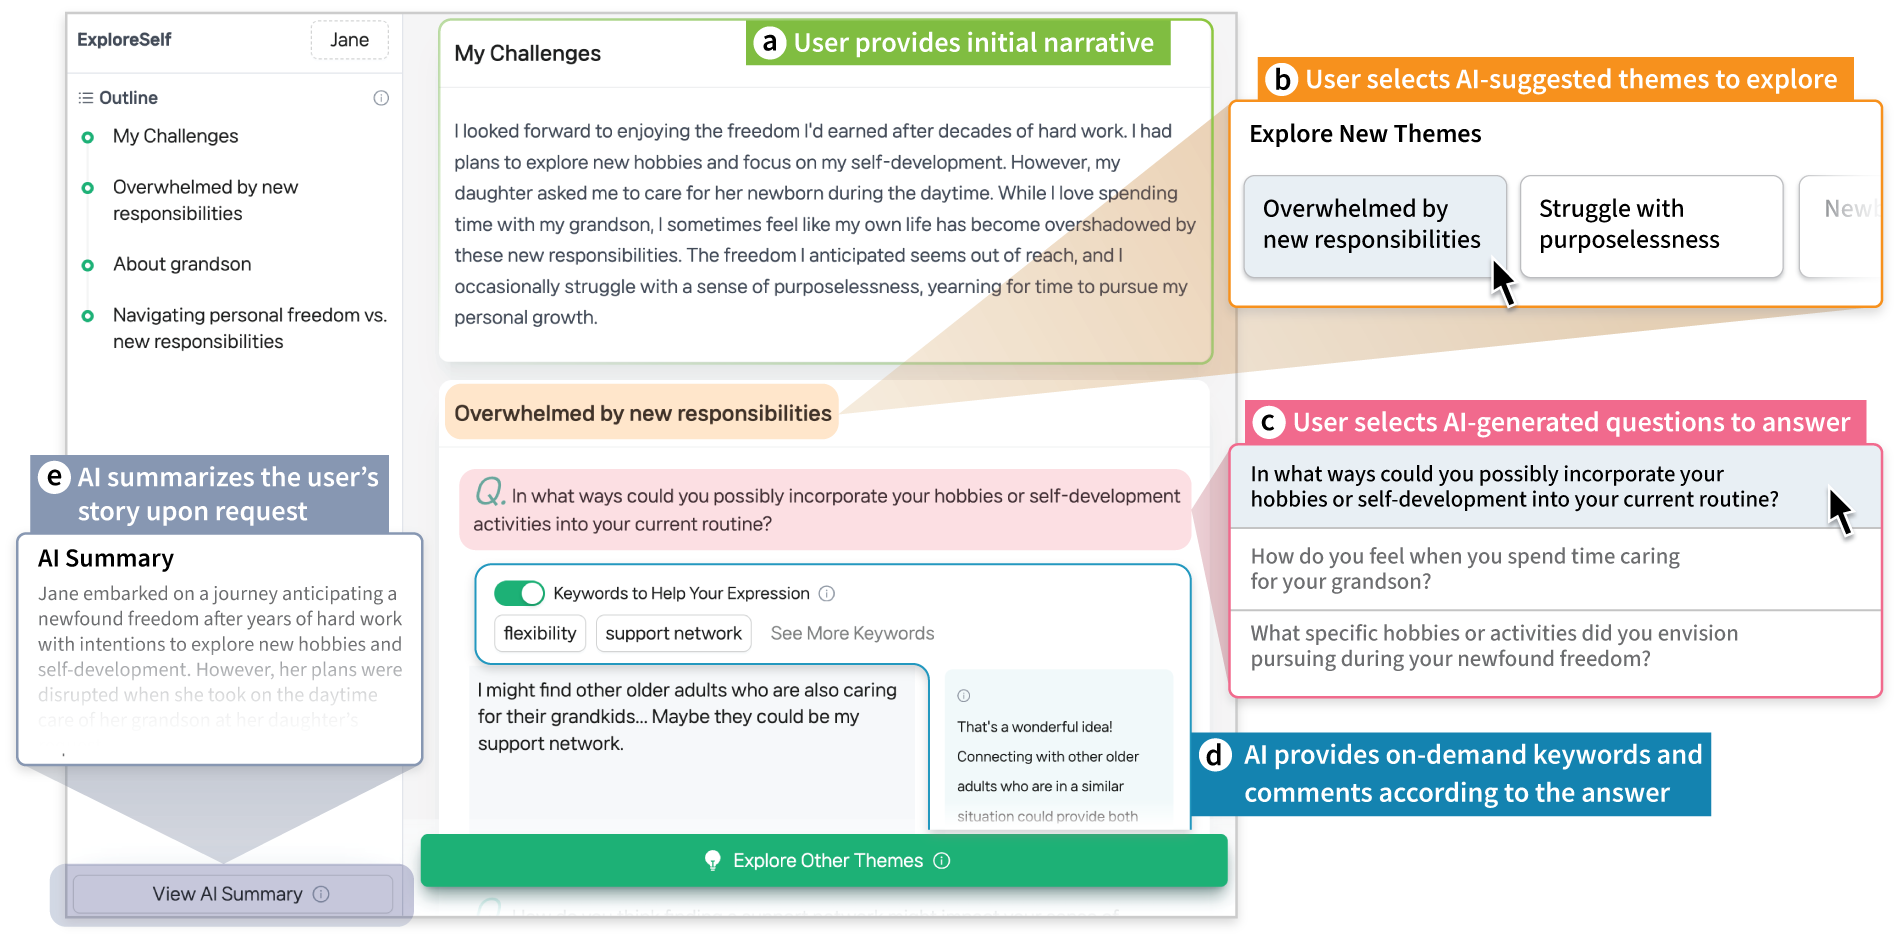 ExploreSelf
Jane
Outline
My Challenges
Overwhelmed by new
responsibilities
About grandson
Navigating personal freedom vs.
new responsibilities
e AI summarizes the user's
story upon request
AI Summary
Jane embarked on a journey anticipating a
newfound freedom after years of hard work
with intentions to explore new hobbies and
self-development. However, her plans were
disrupted when she took on the daytime
care of her grandson at her daughter's
View AI Summary
a User provides initial narrative
My Challenges
I looked forward to enjoying the freedom I'd earned after decades of hard work. I had
plans to explore new hobbies and focus on my self-development. However, my
daughter asked me to care for her newborn during the daytime. While I love spending
time with my grandson, I sometimes feel like my own life has become overshadowed by
these new responsibilities. The freedom I anticipated seems out of reach, and I
occasionally struggle with a sense of purposelessness, yearning for time to pursue my
personal growth.
Overwhelmed by new responsibilities
Q. In what ways could you possibly incorporate your hobbies or self-development
activities into your current routine?
Keywords to Help Your Expression
flexibility
support network
See More Keywords
I might find other older adults who are also caring
for their grandkids... Maybe they could be my
support network.
That's a wonderful idea!
Connecting with other older
adults who are in a similar
situation could provide both
Explore Other Themes
b User selects AI-suggested themes to explore
Explore New Themes
Overwhelmed by
new responsibilities
Struggle with
purposelessness
c User selects AI-generated questions to answer
In what ways could you possibly incorporate your
hobbies or self-development into your current routine?
How do you feel when you spend time caring
for your grandson?
What specific hobbies or activities did you envision
pursuing during your newfound freedom?
d AI provides on-demand keywords and
comments according to the answer